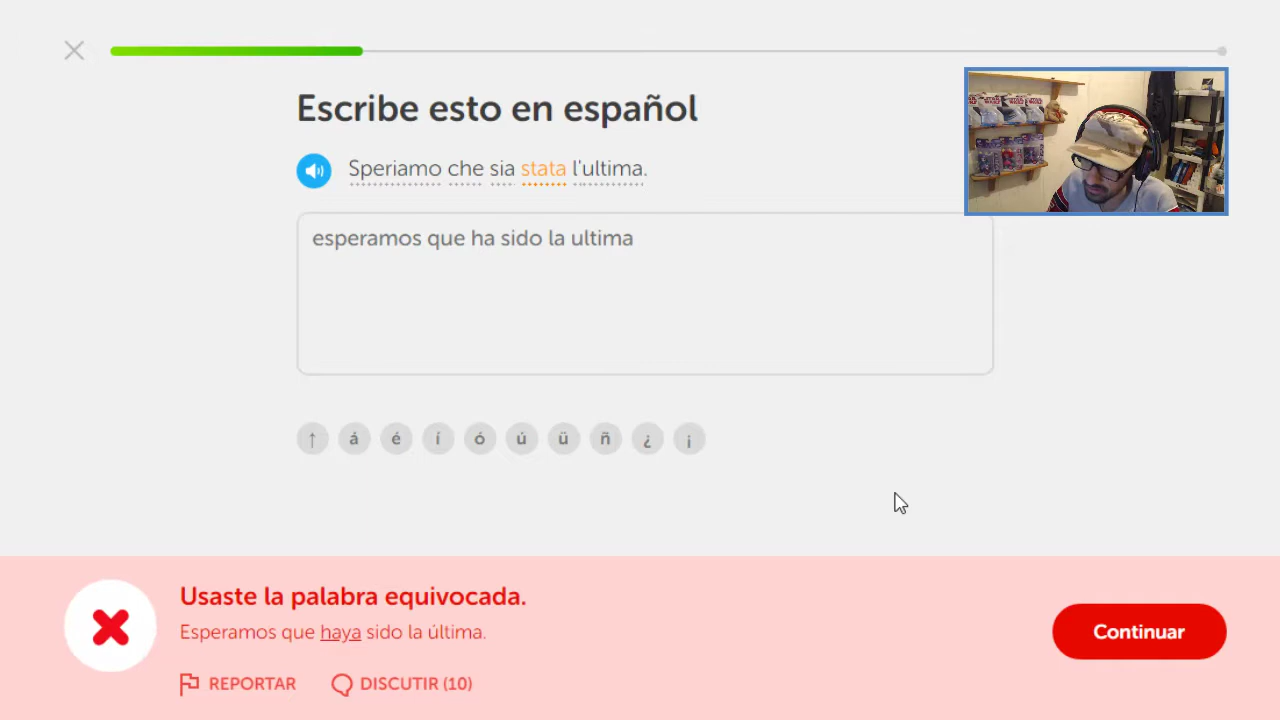 Escribe esto en español
Speriamo che sia stata l'ultima.
esperamos que ha sido la ultima
↑ á é í ó ú ü ñ ¿ ¡
Usaste la palabra equivocada.
Esperamos que haya sido la última.
Continuar
REPORTAR DISCUTIR (10)